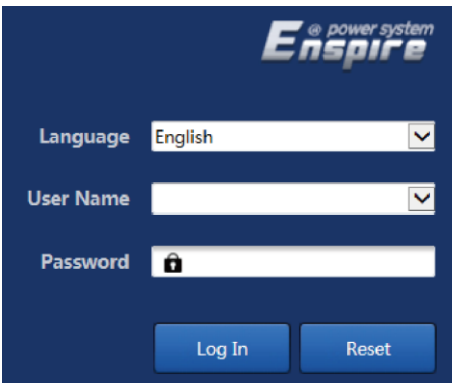 @ power system
Enspire
Language English
User Name
Password
Log In Reset